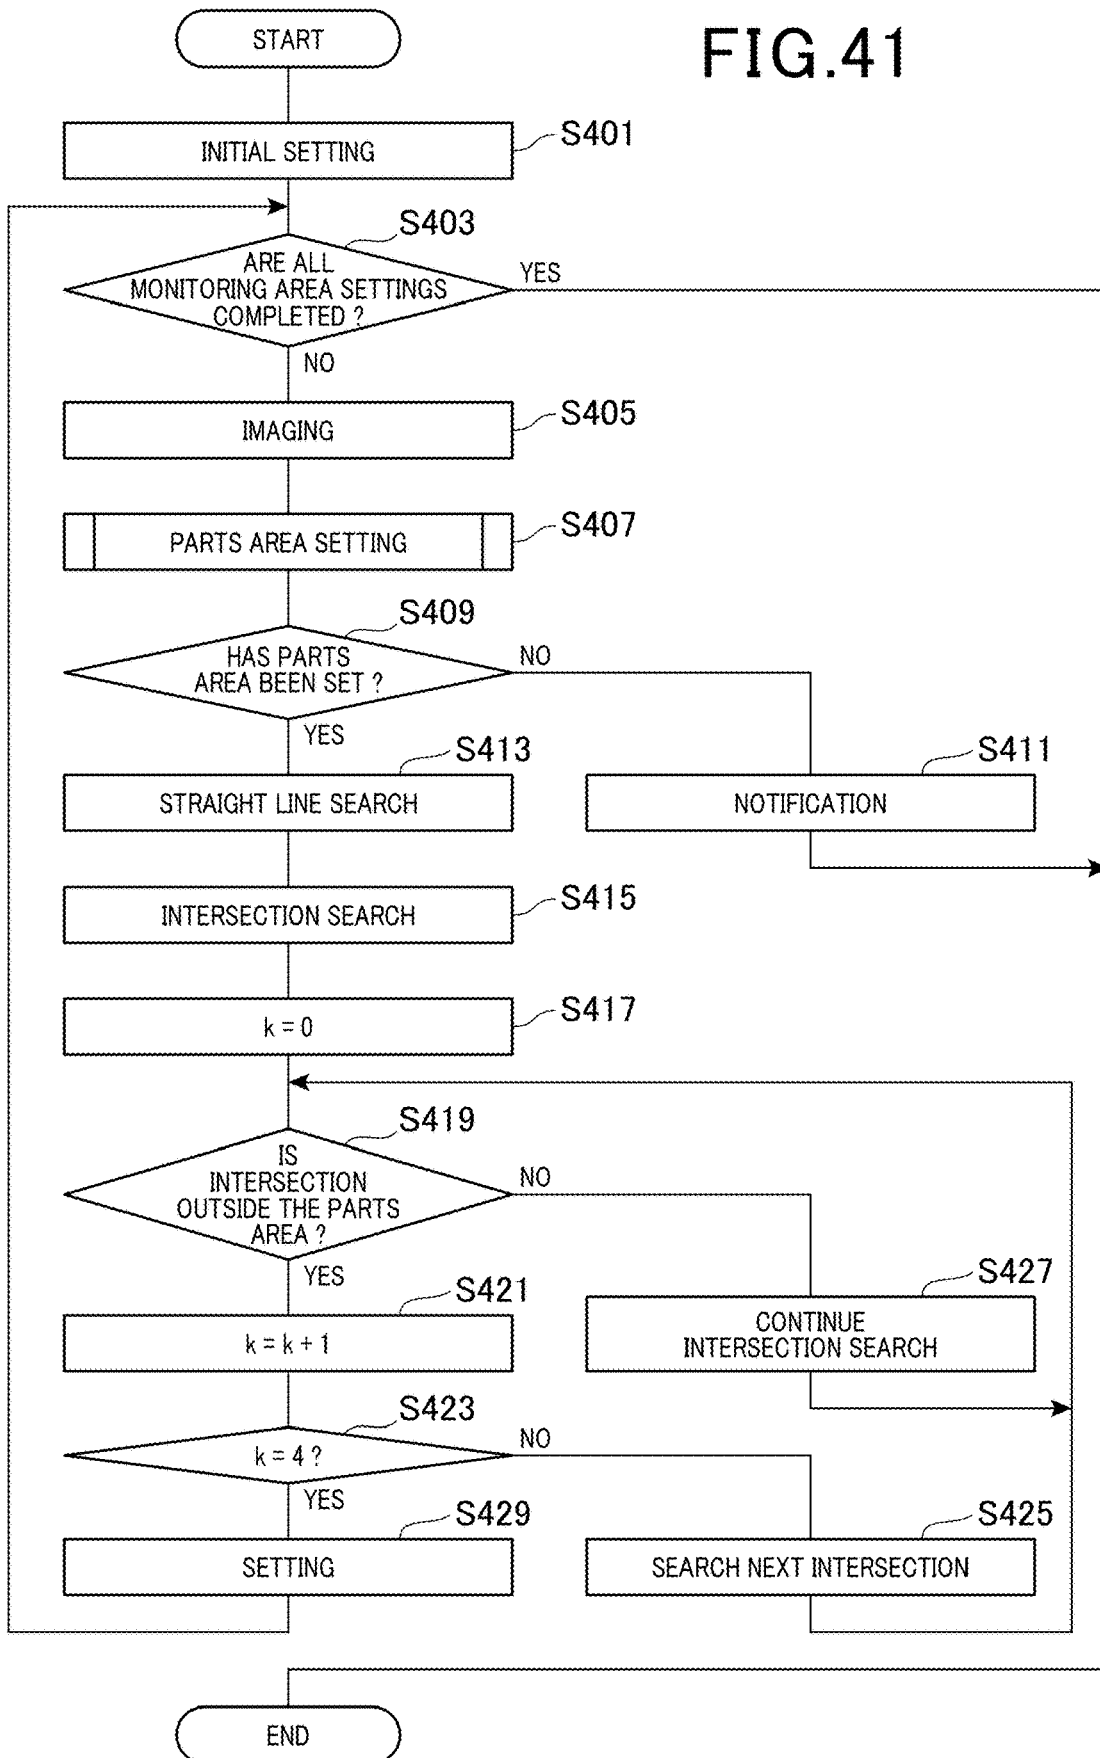 FIG.41
START
INITIAL SETTING
S401
S403
ARE ALL
MONITORING AREA SETTINGS
COMPLETED ?
YES
NO
IMAGING
S405
PARTS AREA SETTING
S407
S409
HAS PARTS
AREA BEEN SET ?
NO
YES
S413
STRAIGHT LINE SEARCH
S411
NOTIFICATION
INTERSECTION SEARCH
S415
k = 0
S417
S419
IS
INTERSECTION
OUTSIDE THE PARTS
AREA ?
NO
YES
S421
k = k + 1
S427
CONTINUE
INTERSECTION SEARCH
S423
k = 4 ?
NO
YES
S429
SETTING
S425
SEARCH NEXT INTERSECTION
END